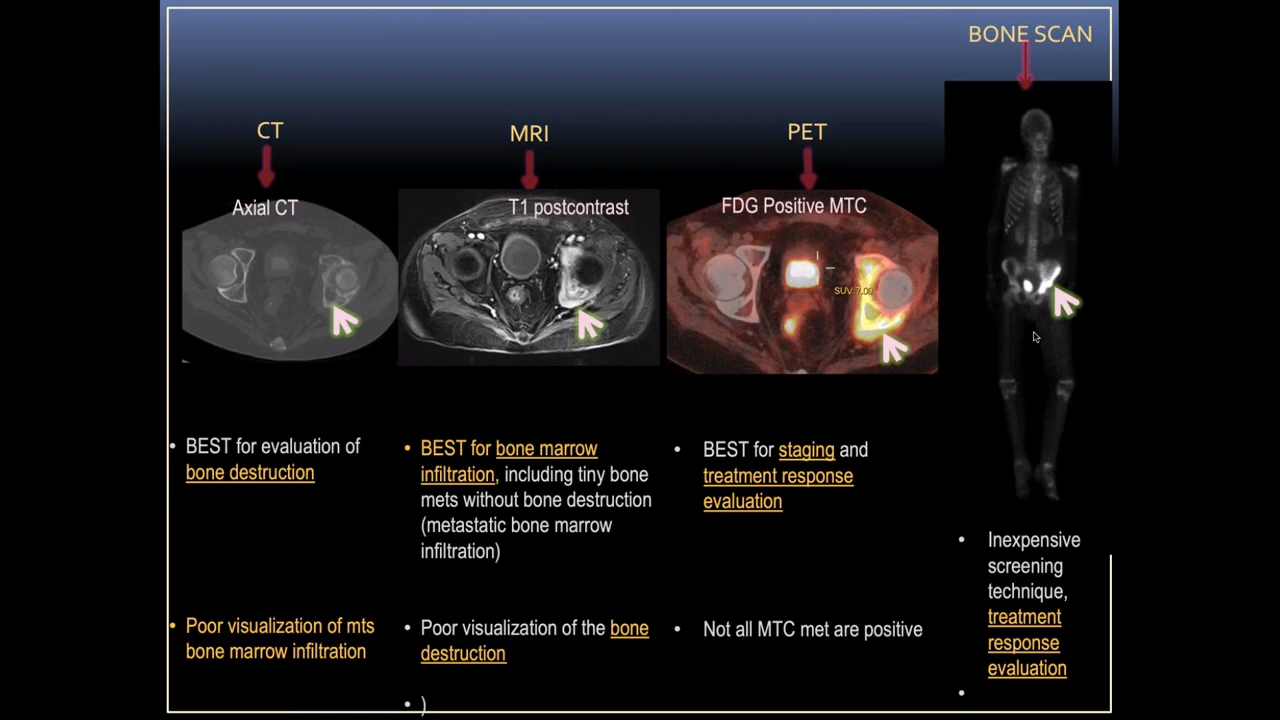 BONE SCAN
CT
MRI
PET
Axial CT
T1 postcontrast
FDG Positive MTC
SUV:7.09
• BEST for evaluation of
bone destruction
• Poor visualization of mts
bone marrow infiltration
• BEST for bone marrow
infiltration, including tiny bone
mets without bone destruction
(metastatic bone marrow
infiltration)
• Poor visualization of the bone
destruction
• )
• BEST for staging and
treatment response
evaluation
• Not all MTC met are positive
• Inexpensive
screening
technique,
treatment
response
evaluation
•